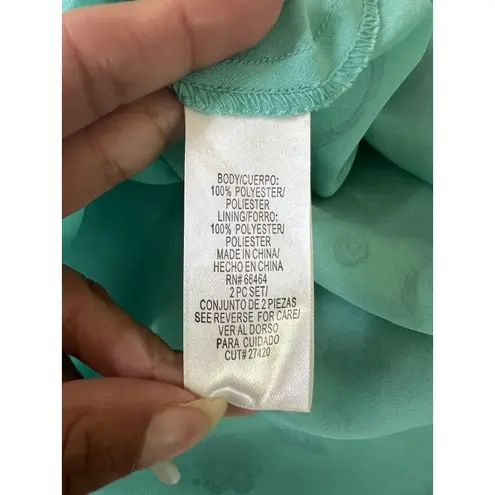 BODY/CUERPO:
100% POLYESTER/
POLIESTER
LINING/FORRO:
100% POLYESTER/
POLIESTER
MADE IN CHINA/
HECHO EN CHINA
RN# 66464
2 PC SET/
CONJUNTO DE 2 PIEZAS
SEE REVERSE FOR CARE/
VER AL DORSO
PARA CUIDADO
CUT# 27420